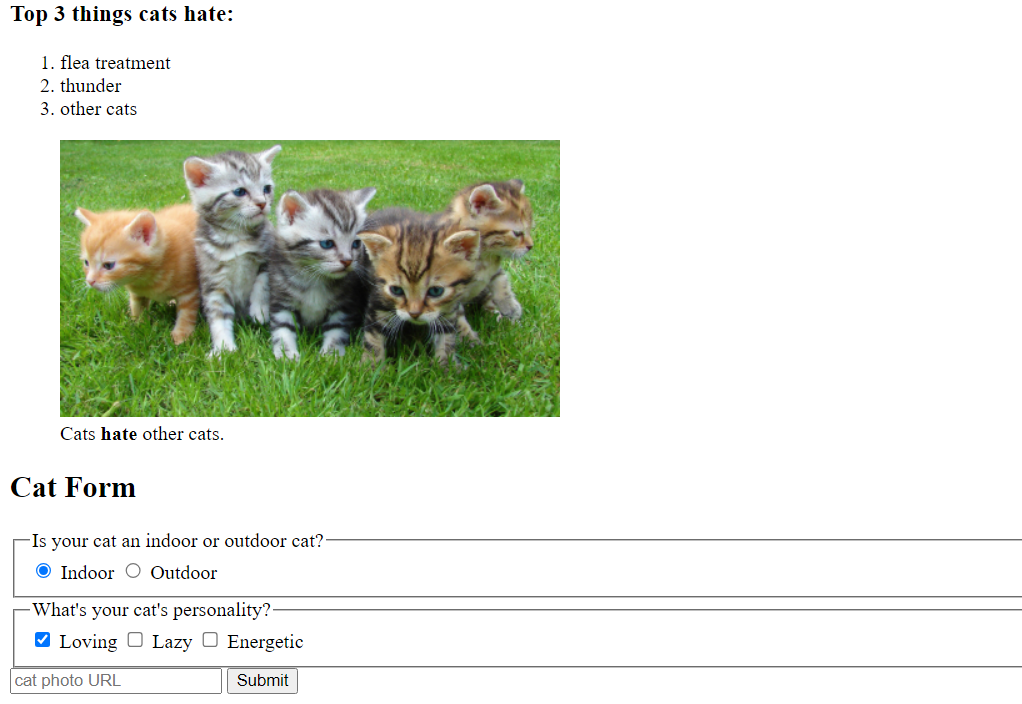 Top 3 things cats hate:
1. flea treatment
2. thunder
3. other cats
Cats hate other cats.
Cat Form
Is your cat an indoor or outdoor cat?
Indoor Outdoor
What's your cat's personality?
Loving Lazy Energetic
cat photo URL Submit